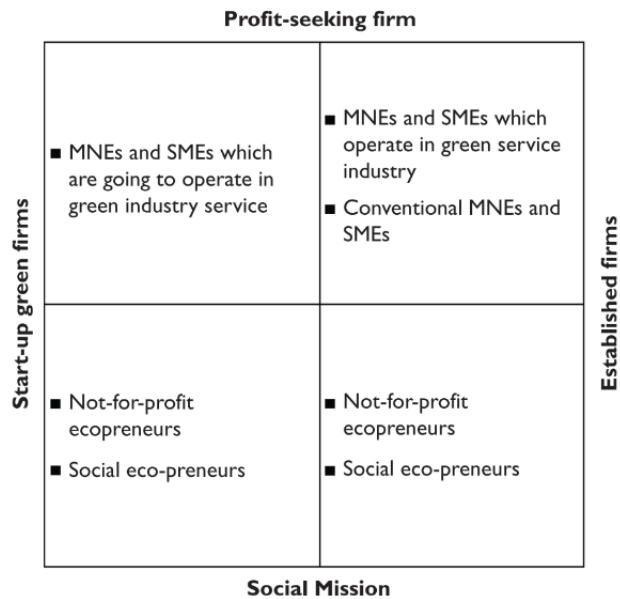 Profit-seeking firm
Start-up green firms
■ MNEs and SMEs which
are going to operate in
green industry service
■ MNEs and SMEs which
operate in green service
industry
■ Conventional MNEs and
SMEs
Established firms
■ Not-for-profit
ecopreneurs
■ Social eco-preneurs
■ Not-for-profit
ecopreneurs
■ Social eco-preneurs
Social Mission